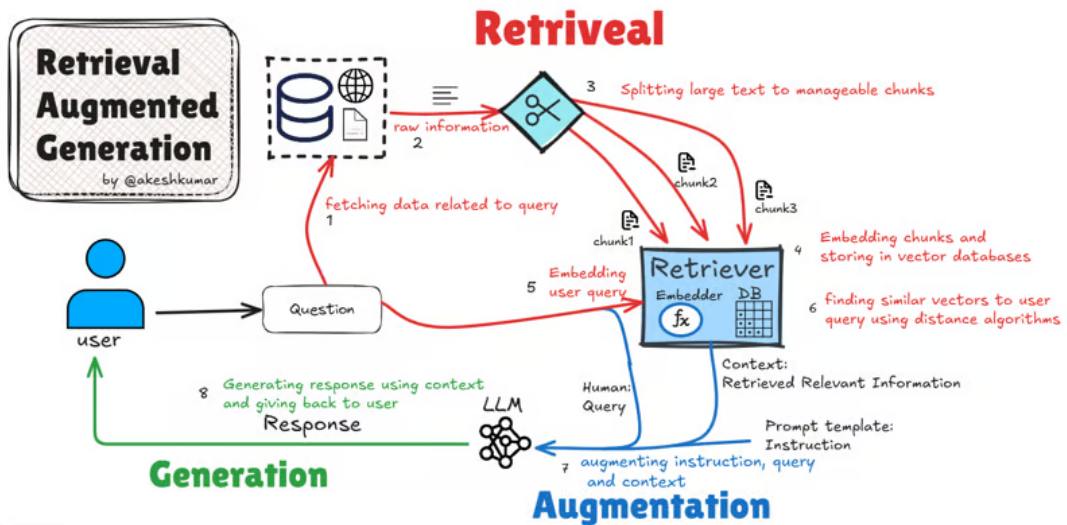 Retrieval
Augmented
Generation
by @akeshkumar
Retriveal
raw information
2
3
Splitting large text to manageable chunks
chunk2
chunk3
chunk1
fetching data related to query
1
4
Embedding chunks and
storing in vector databases
Retriever
Embedder
DB
fx
5
Embedding
user query
6
finding similar vectors to user
query using distance algorithms
Question
user
Context:
Retrieved Relevant Information
Human:
Query
8
Generating response using context
and giving back to user
Response
LLM
Prompt template:
Instruction
7
augmenting instruction, query
and context
Generation
Augmentation